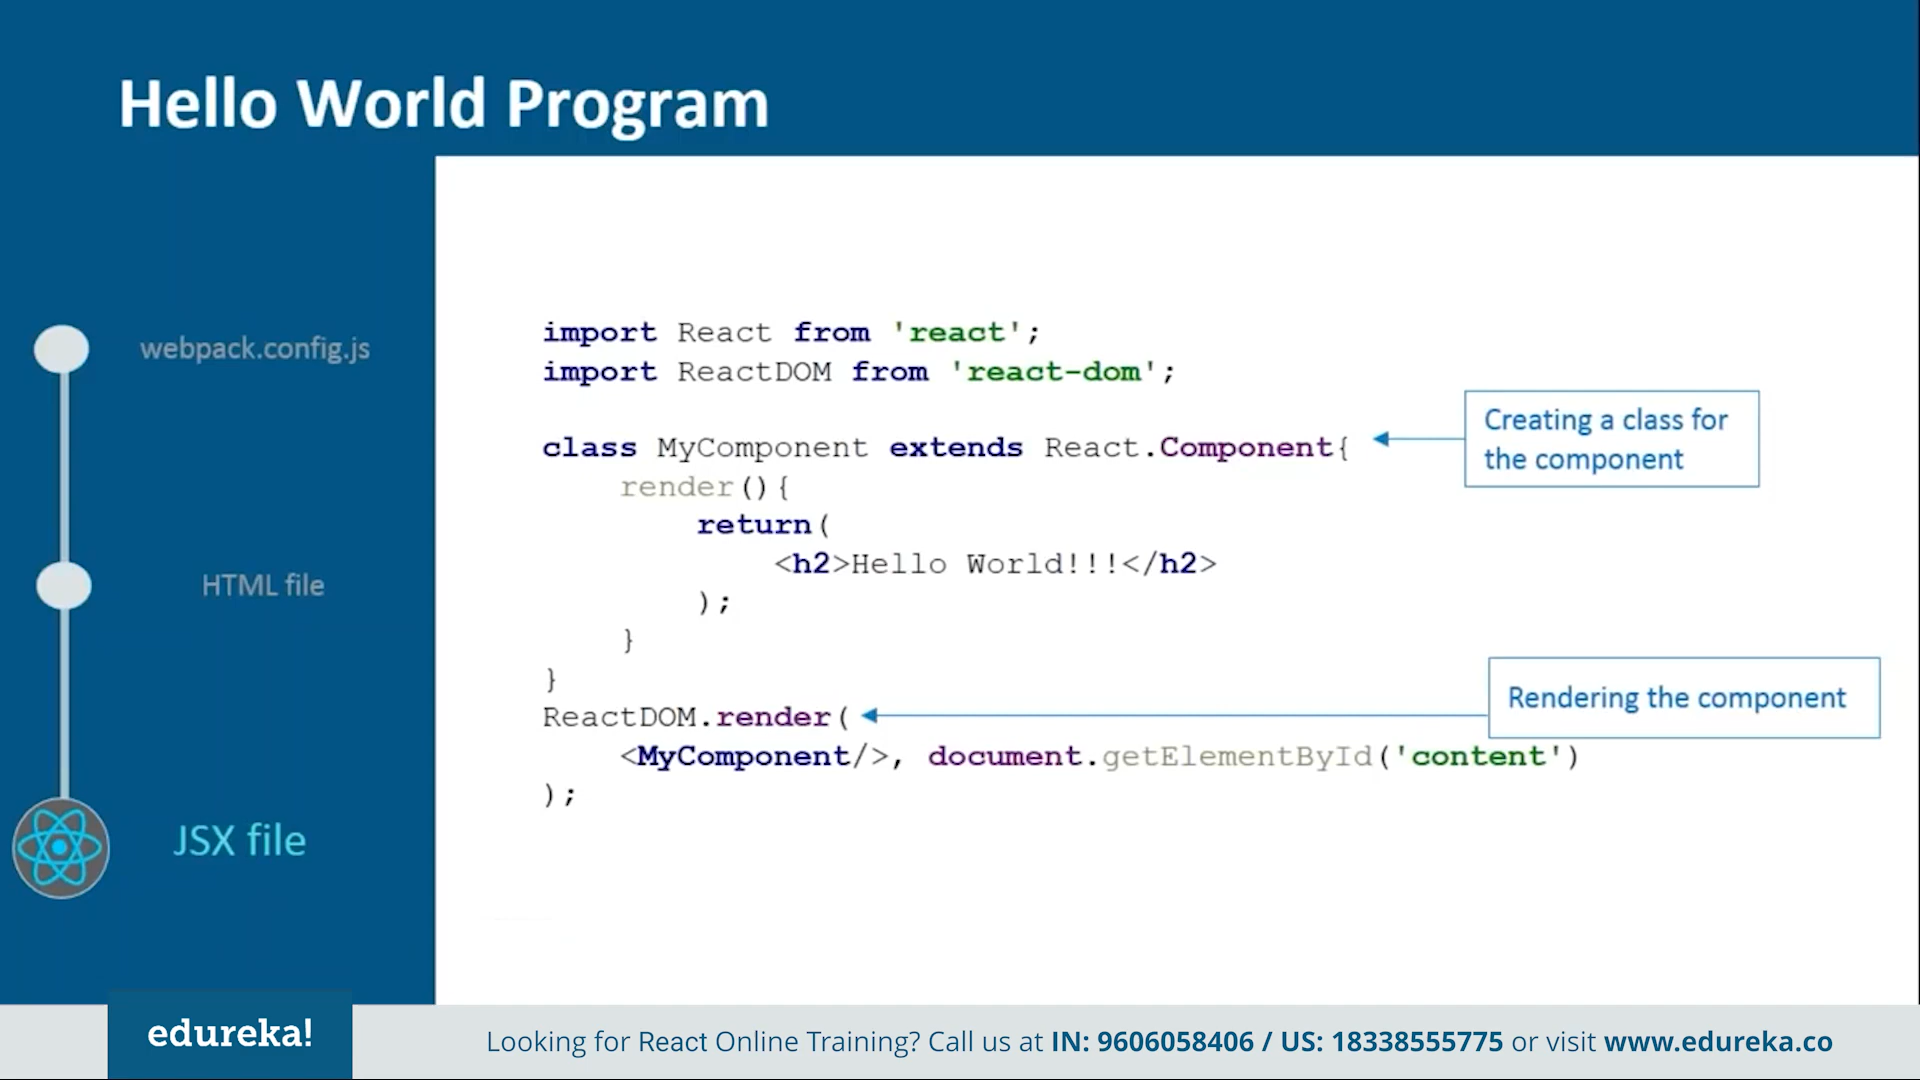 Hello World Program
webpack.config.js
HTML file
JSX file
import React from 'react';
import ReactDOM from 'react-dom';
class MyComponent extends React.Component{
render(){
return(
<h2>Hello World!!!</h2>
);
}
}
ReactDOM.render(
<MyComponent/>, document.getElementById('content')
);
Creating a class for
the component
Rendering the component
edureka!
Looking for React Online Training? Call us at IN: 9606058406 / US: 18338555775 or visit www.edureka.co